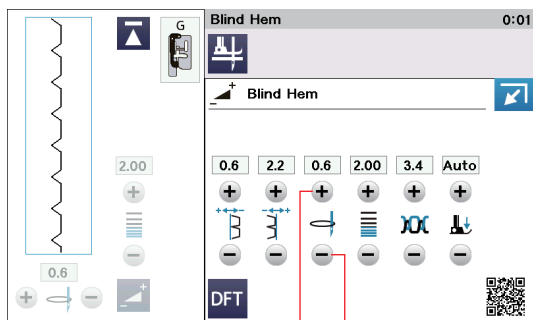 G
Blind Hem 0:01
Blind Hem
2.00
0.6 2.2 0.6 2.00 3.4 Auto
0.6
DFT